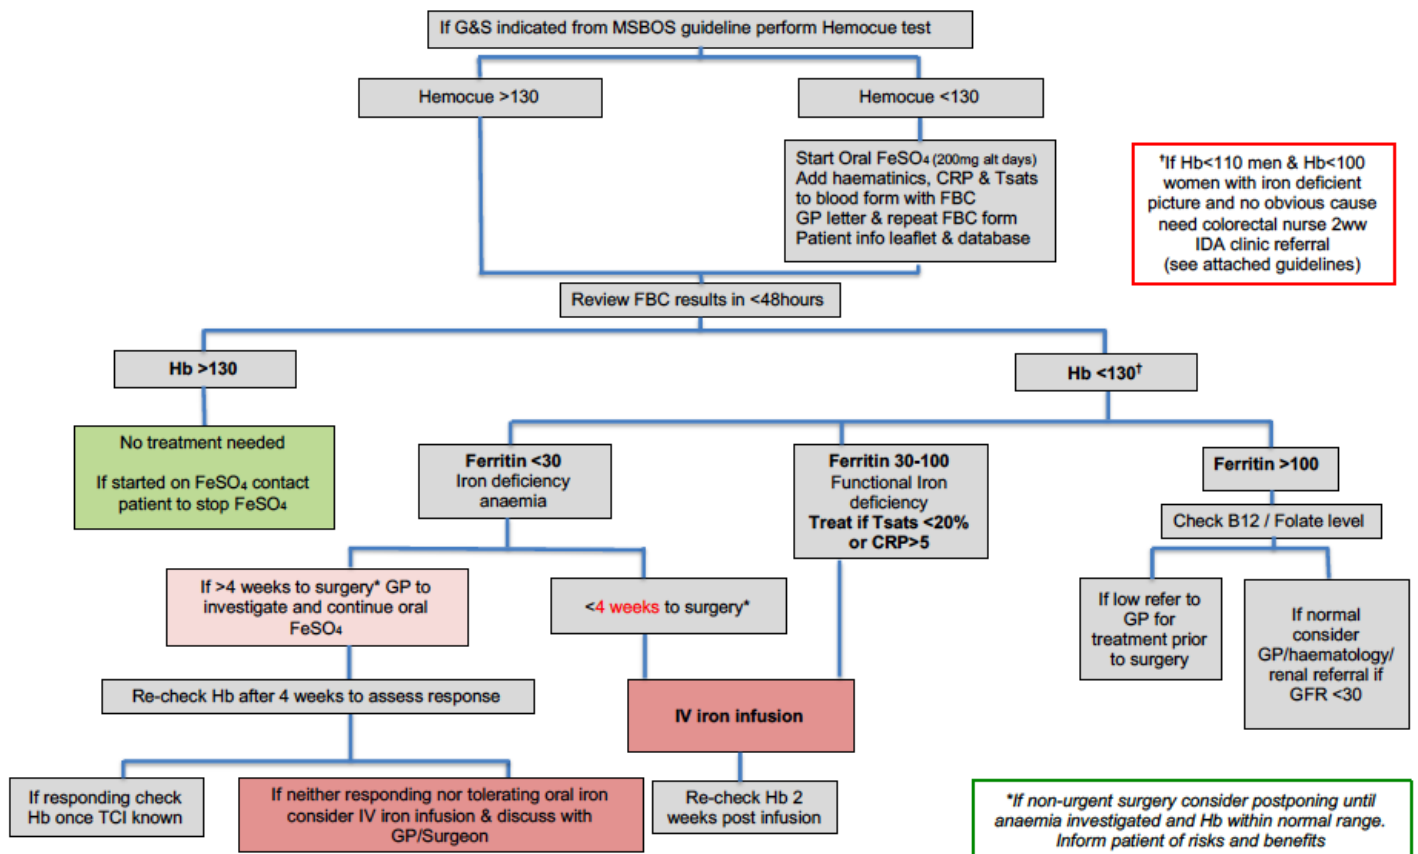 If G&S indicated from MSBOS guideline perform Hemocue test
Hemocue >130
Hemocue <130
Start Oral FeSO₄ (200mg alt days)
Add haematinics, CRP & Tsats
to blood form with FBC
GP letter & repeat FBC form
Patient info leaflet & database
†If Hb<110 men & Hb<100
women with iron deficient
picture and no obvious cause
need colorectal nurse 2ww
IDA clinic referral
(see attached guidelines)
Review FBC results in <48hours
Hb >130
Hb <130†
No treatment needed
If started on FeSO₄ contact
patient to stop FeSO₄
Ferritin <30
Iron deficiency
anaemia
Ferritin 30-100
Functional Iron
deficiency
Treat if Tsats <20%
or CRP>5
Ferritin >100
Check B12 / Folate level
If >4 weeks to surgery* GP to
investigate and continue oral
FeSO₄
<4 weeks to surgery*
If low refer to
GP for
treatment prior
to surgery
If normal
consider
GP/haematology/
renal referral if
GFR <30
Re-check Hb after 4 weeks to assess response
IV iron infusion
If responding check
Hb once TCI known
If neither responding nor tolerating oral iron
consider IV iron infusion & discuss with
GP/Surgeon
Re-check Hb 2
weeks post infusion
*If non-urgent surgery consider postponing until
anaemia investigated and Hb within normal range.
Inform patient of risks and benefits